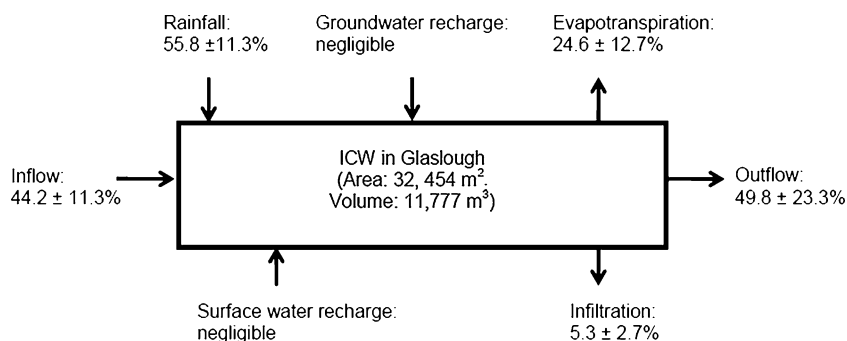 Rainfall:
55.8 ±11.3%
Groundwater recharge:
negligible
Evapotranspiration:
24.6 ± 12.7%
Inflow:
44.2 ± 11.3%
ICW in Glaslough
(Area: 32, 454 m².
Volume: 11,777 m³)
Outflow:
49.8 ± 23.3%
Surface water recharge:
negligible
Infiltration:
5.3 ± 2.7%